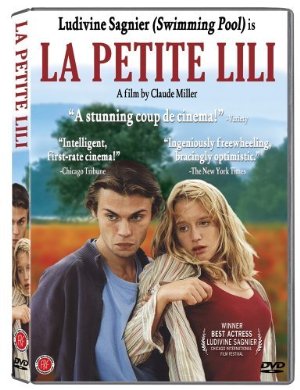 Ludivine Sagnier (Swimming Pool) is
LA PETITE LILI
A film by Claude Miller
"A stunning coup de cinema!" -Variety
"Intelligent,
first-rate cinema!"
-Chicago Tribune
"Ingeniously freewheeling,
bracingly optimistic."
-The New York Times
WINNER
BEST ACTRESS
LUDIVINE SAGNIER
CHICAGO INTERNATIONAL
FILM FESTIVAL
DVD
LA PETITE LILI
DVD